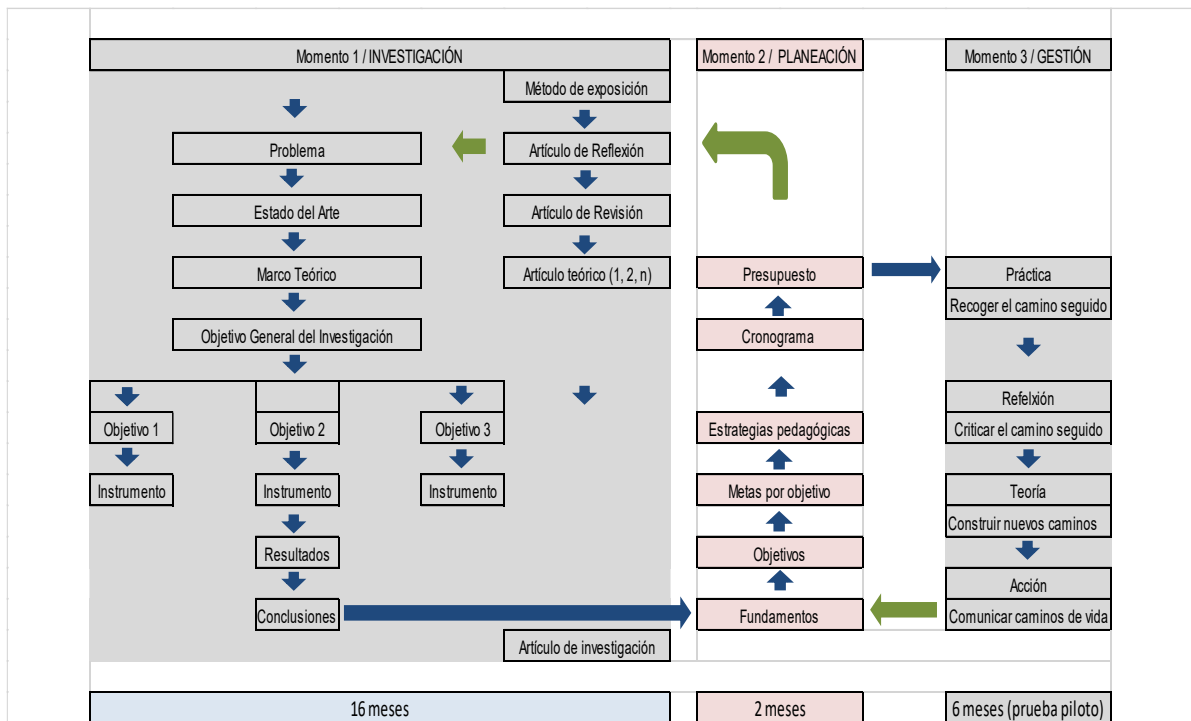 Momento 1 / INVESTIGACIÓN
Momento 2 / PLANEACIÓN
Momento 3 / GESTIÓN
Método de exposición
Problema
Artículo de Reflexión
Estado del Arte
Artículo de Revisión
Marco Teórico
Artículo teórico (1, 2, n)
Presupuesto
Práctica
Recoger el camino seguido
Objetivo General del Investigación
Cronograma
Refelxión
Objetivo 1
Objetivo 2
Objetivo 3
Estrategias pedagógicas
Criticar el camino seguido
Instrumento
Instrumento
Instrumento
Metas por objetivo
Teoría
Construir nuevos caminos
Resultados
Objetivos
Acción
Conclusiones
Fundamentos
Comunicar caminos de vida
Artículo de investigación
16 meses
2 meses
6 meses (prueba piloto)